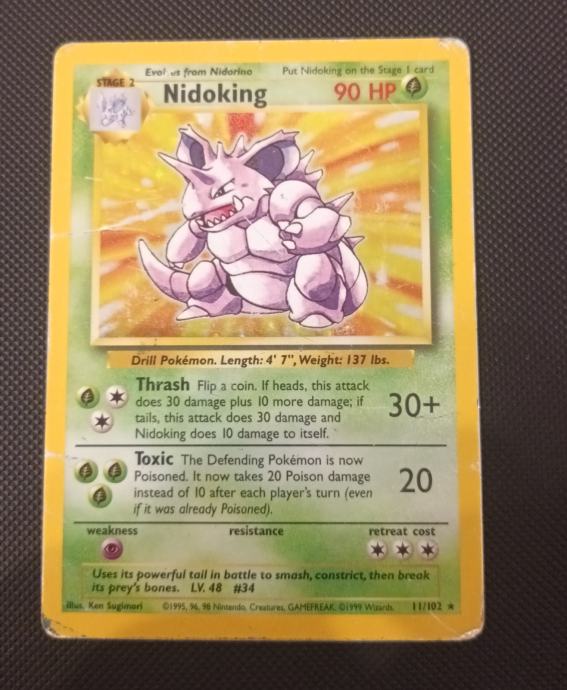 Evolves from Nidorino Put Nidoking on the Stage 1 card
STAGE 2
Nidoking 90 HP
Drill Pokémon. Length: 4' 7", Weight: 137 lbs.
Thrash Flip a coin. If heads, this attack
does 30 damage plus 10 more damage; if
tails, this attack does 30 damage and
Nidoking does 10 damage to itself.
30+
Toxic The Defending Pokémon is now
Poisoned. It now takes 20 Poison damage
instead of 10 after each player's turn (even
if it was already Poisoned).
20
weakness resistance retreat cost
Uses its powerful tail in battle to smash, constrict, then break
its prey's bones. LV. 48 #34
Illus. Ken Sugimori ©1995, 96, 98 Nintendo, Creatures, GAMEFREAK. ©1999 Wizards. 11/102 ★